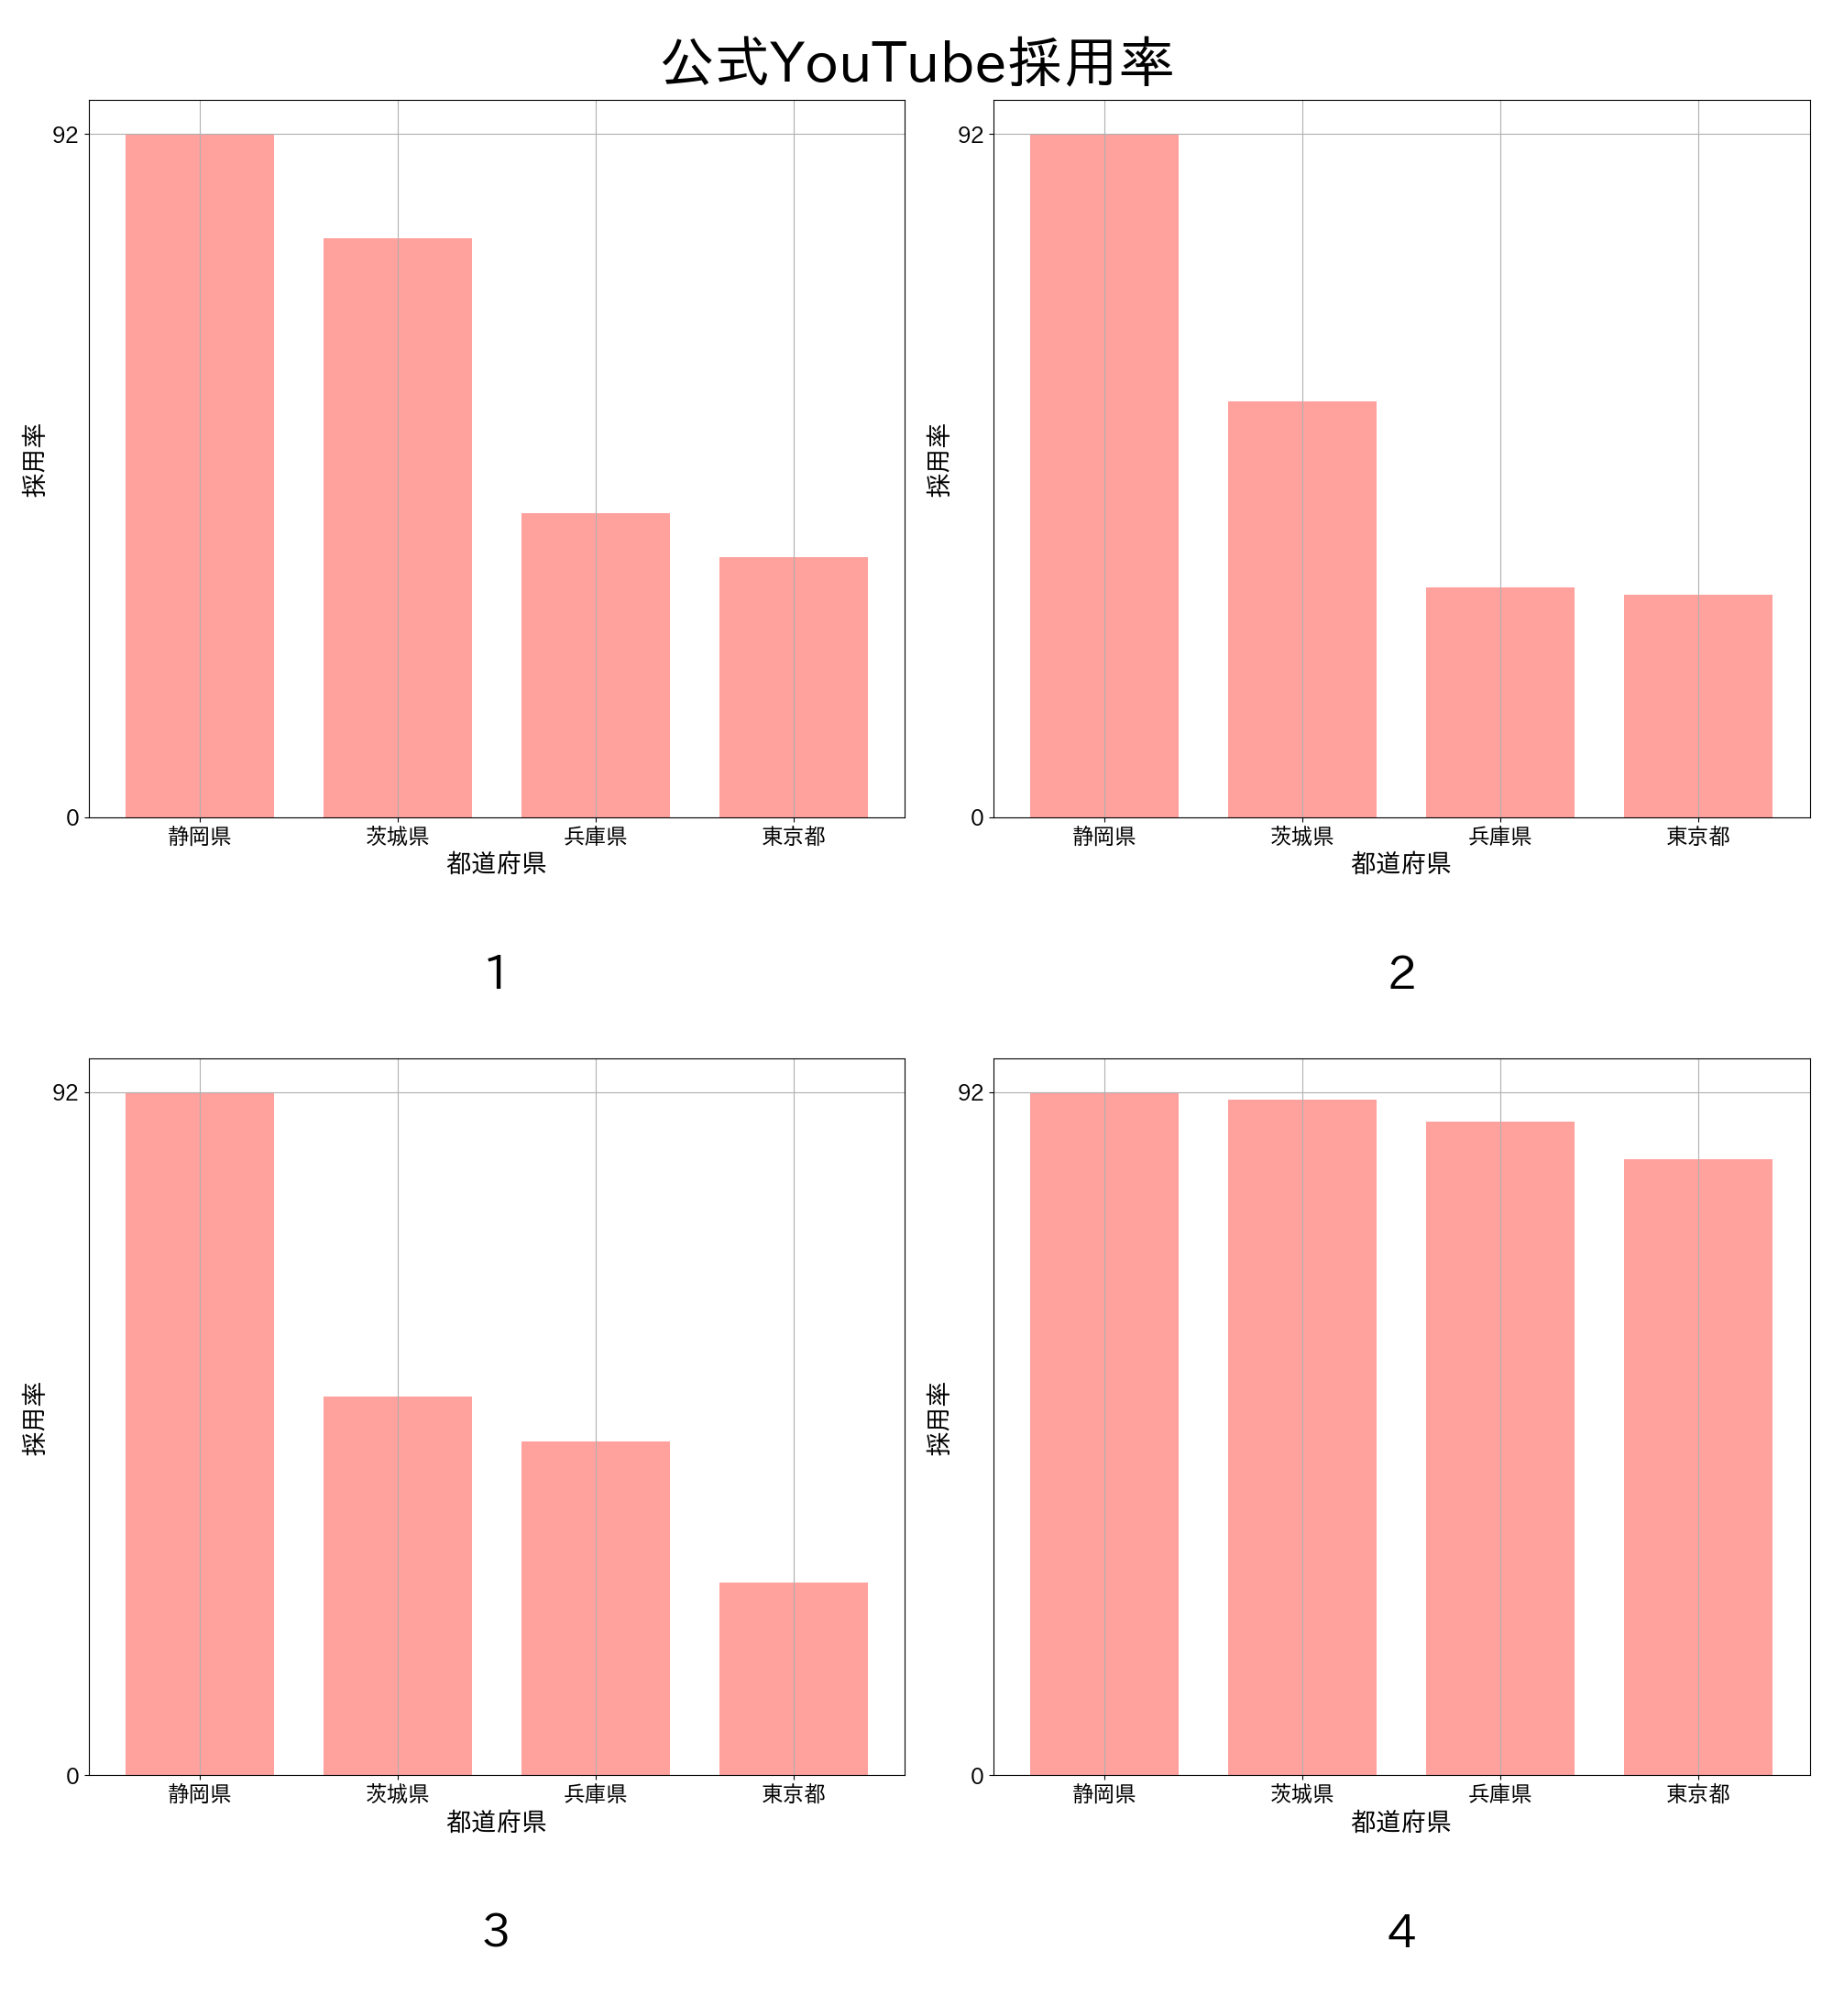 公式YouTube採用率
92
採用率
0
静岡県 茨城県 兵庫県 東京都
都道府県
1
92
採用率
0
静岡県 茨城県 兵庫県 東京都
都道府県
2
92
採用率
0
静岡県 茨城県 兵庫県 東京都
都道府県
3
92
採用率
0
静岡県 茨城県 兵庫県 東京都
都道府県
4